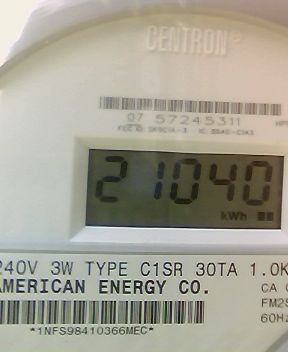 CENTRON®
07 57245311
21040
kWh
240V 3W TYPE C1SR 30TA 1.0K
AMERICAN ENERGY CO.
CA
FM2S
60Hz
*1NFS98410366MEC*